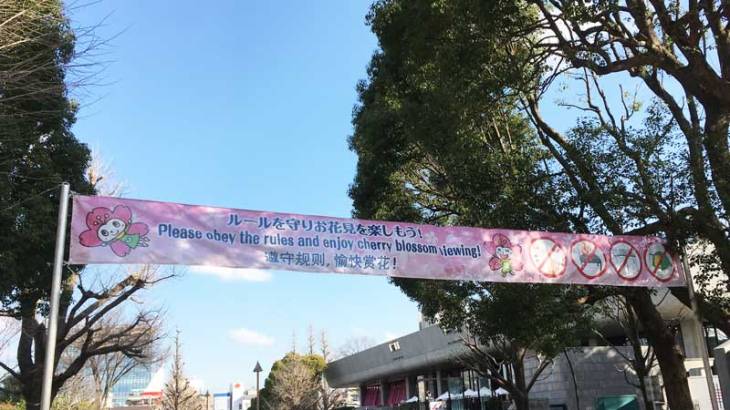 ルールを守りお花見を楽しもう！
Please obey the rules and enjoy cherry blossom viewing!
遵守规则，愉快赏花！